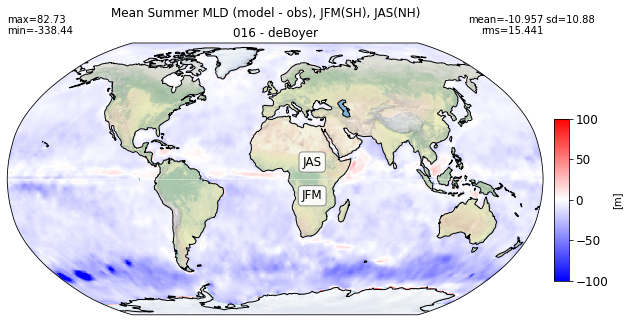 max=82.73
min=-338.44
Mean Summer MLD (model - obs), JFM(SH), JAS(NH)
016 - deBoyer
mean=-10.957 sd=10.88
rms=15.441
JAS
JFM
100
50
0
−50
−100
[m]